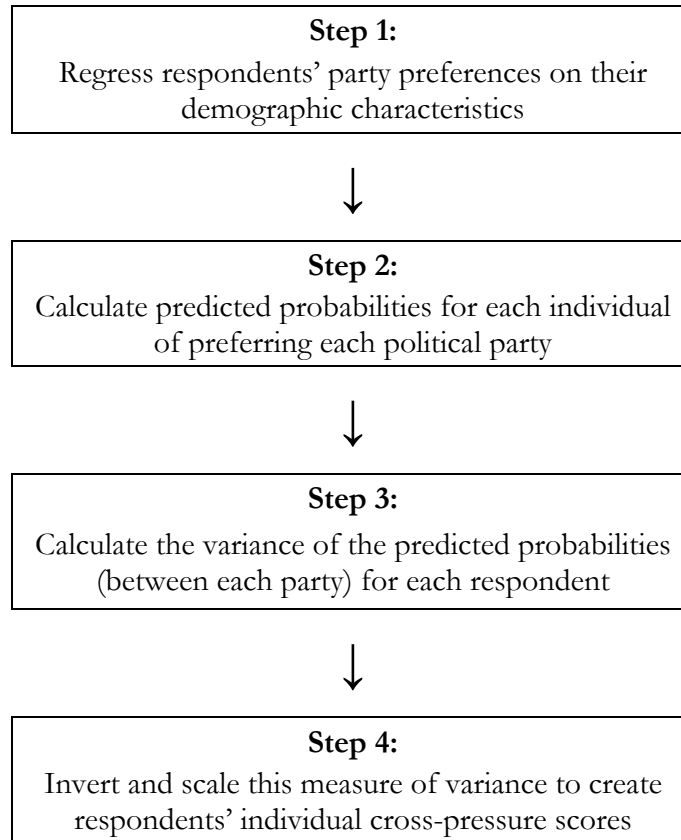 Step 1:
Regress respondents’ party preferences on their
demographic characteristics
↓
Step 2:
Calculate predicted probabilities for each individual
of preferring each political party
↓
Step 3:
Calculate the variance of the predicted probabilities
(between each party) for each respondent
↓
Step 4:
Invert and scale this measure of variance to create
respondents’ individual cross-pressure scores